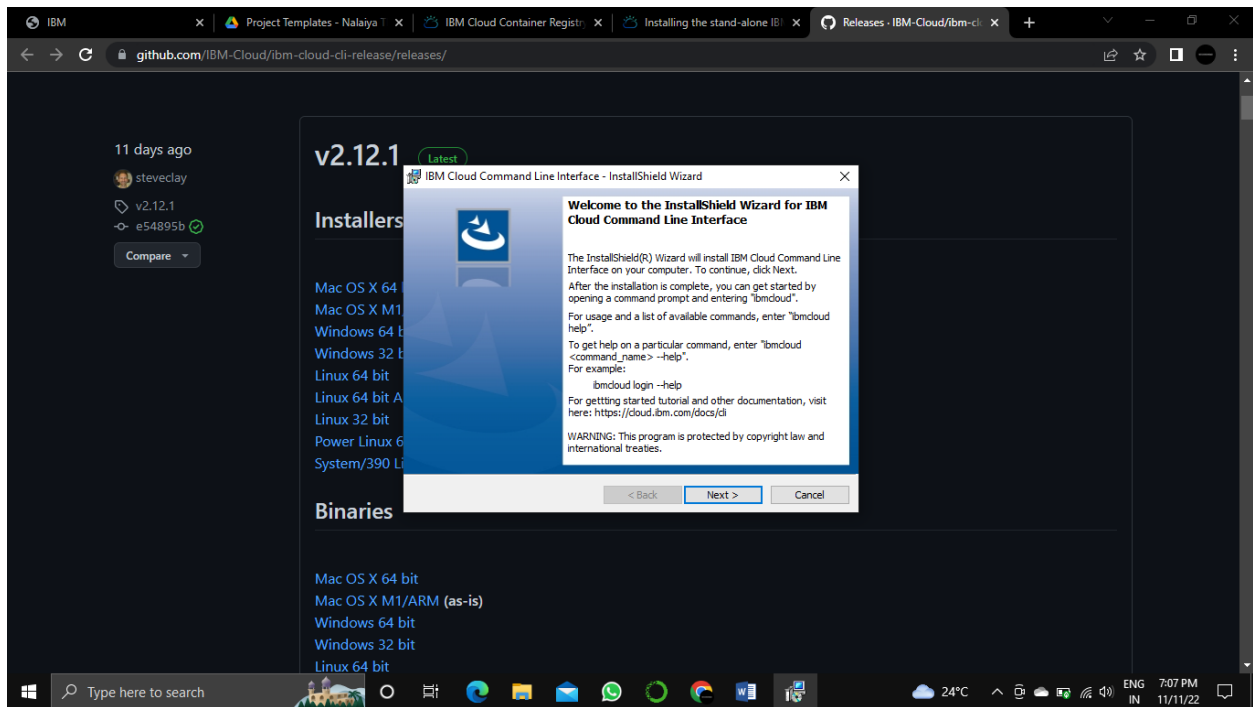 IBM
Project Templates - Nalaiya T
IBM Cloud Container Registr
Installing the stand-alone IBM
Releases · IBM-Cloud/ibm-clo
github.com/IBM-Cloud/ibm-cloud-cli-release/releases/
11 days ago
steveclay
v2.12.1
e54895b
Compare
v2.12.1
Latest
Installers
Mac OS X 64
Mac OS X M1
Windows 64 b
Windows 32 b
Linux 64 bit
Linux 64 bit A
Linux 32 bit
Power Linux 6
System/390 Li
Binaries
Mac OS X 64 bit
Mac OS X M1/ARM (as-is)
Windows 64 bit
Windows 32 bit
Linux 64 bit
IBM Cloud Command Line Interface - InstallShield Wizard
Welcome to the InstallShield Wizard for IBM
Cloud Command Line Interface
The InstallShield(R) Wizard will install IBM Cloud Command Line
Interface on your computer. To continue, click Next.
After the installation is complete, you can get started by
opening a command prompt and entering "ibmcloud".
For usage and a list of available commands, enter "ibmcloud
help".
To get help on a particular command, enter "ibmcloud
<command_name> --help".
For example:
ibmcloud login --help
For gettting started tutorial and other documentation, visit
here: https://cloud.ibm.com/docs/cli
WARNING: This program is protected by copyright law and
international treaties.
< Back
Next >
Cancel
Type here to search
24°C
ENG
IN
7:07 PM
11/11/22